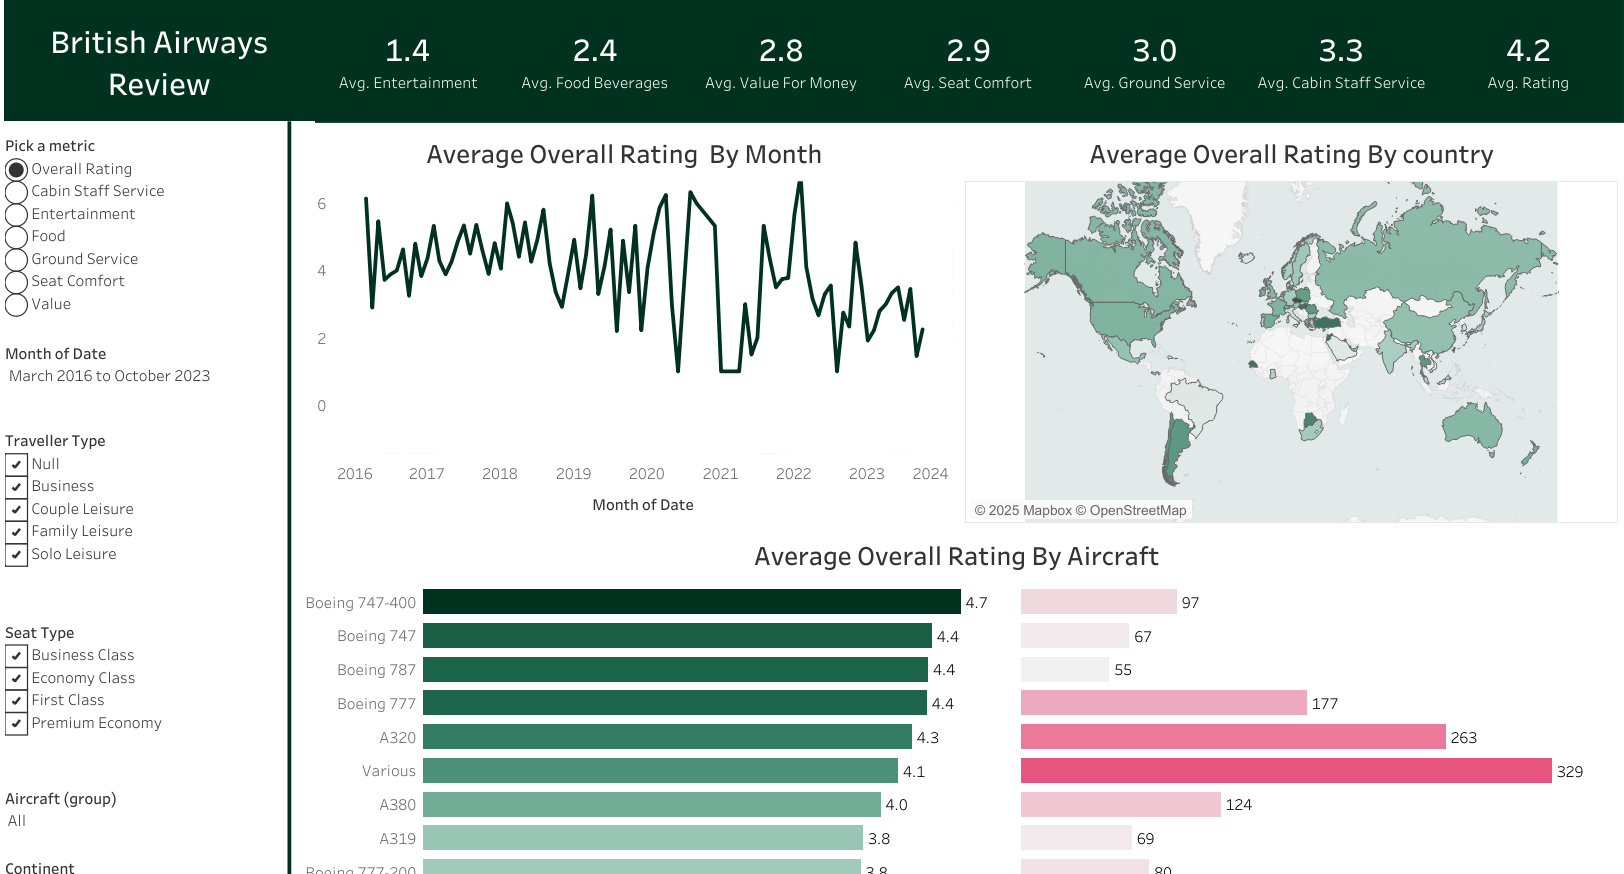 British Airways
Review
1.4
Avg. Entertainment
2.4
Avg. Food Beverages
2.8
Avg. Value For Money
2.9
Avg. Seat Comfort
3.0
Avg. Ground Service
3.3
Avg. Cabin Staff Service
4.2
Avg. Rating
Pick a metric
Overall Rating
Cabin Staff Service
Entertainment
Food
Ground Service
Seat Comfort
Value
Month of Date
March 2016 to October 2023
Traveller Type
Null
Business
Couple Leisure
Family Leisure
Solo Leisure
Seat Type
Business Class
Economy Class
First Class
Premium Economy
Aircraft (group)
All
Continent
Average Overall Rating  By Month
6
4
2
0
2016 2017 2018 2019 2020 2021 2022 2023 2024
Month of Date
Average Overall Rating By country
© 2025 Mapbox © OpenStreetMap
Average Overall Rating By Aircraft
Boeing 747-400 4.7 97
Boeing 747 4.4 67
Boeing 787 4.4 55
Boeing 777 4.4 177
A320 4.3 263
Various 4.1 329
A380 4.0 124
A319 3.8 69
Boeing 777-200 3.8 80